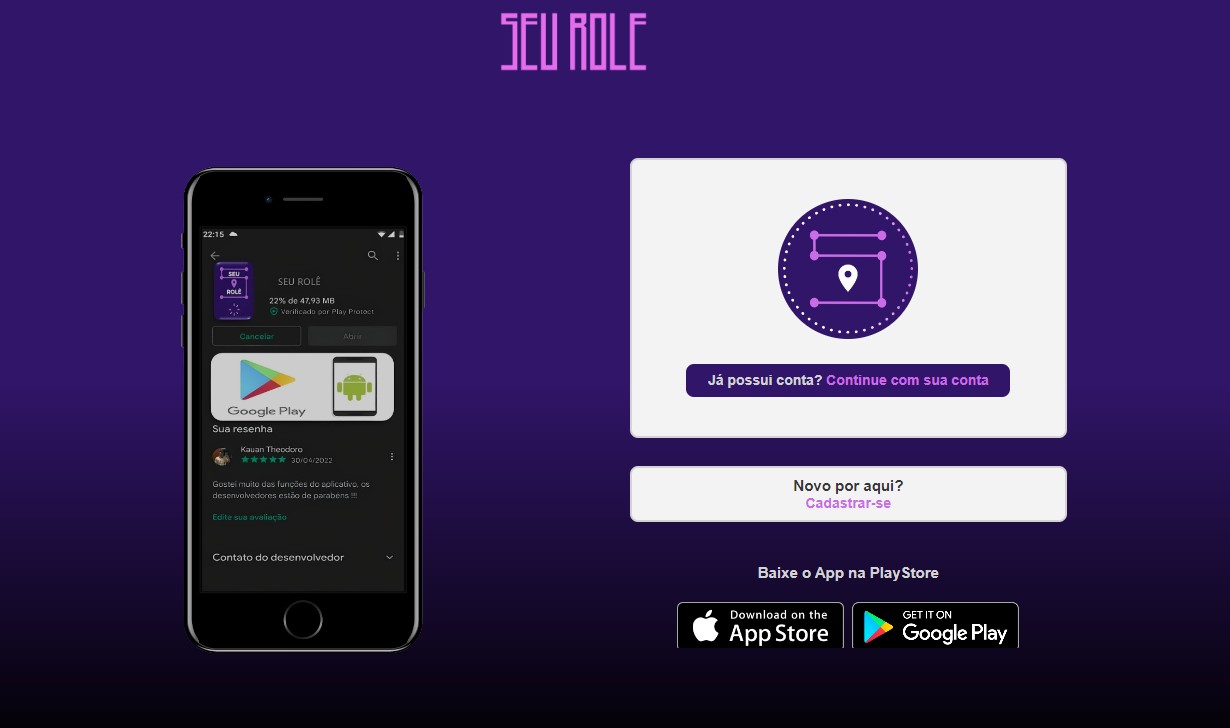 SEU ROLE
22:15
SEU
ROLÊ
SEU ROLÊ
22% de 47,93 MB
Verificado por Play Protect
Cancelar
Abrir
Google Play
Sua resenha
Kauan Theodoro
30/04/2022
Gostei muito das funções do aplicativo, os
desenvolvedores estão de parabéns !!!
Edite sua avaliação
Contato do desenvolvedor
Já possui conta? Continue com sua conta
Novo por aqui?
Cadastrar-se
Baixe o App na PlayStore
Download on the
App Store
GET IT ON
Google Play